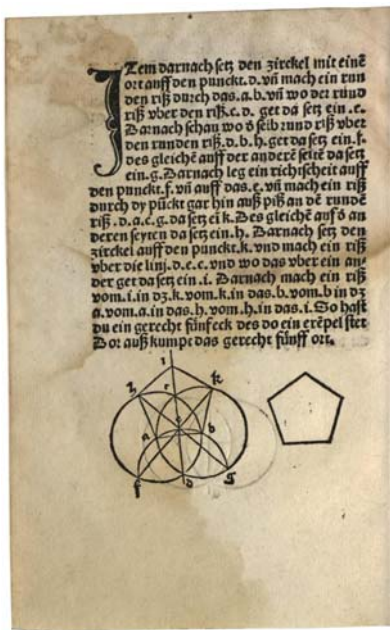 Jtem darnach setz den zirckel mit einē
ort auff den punckt.d.vñ mach ein run
den riß durch das.a.b.vñ wo der rund
riß vber den riß.c.d. get da setz ein .e.
Darnach schau wo d̄ selb rund riß vber
den runden riß.d.b.h.get da setz ein.f.
des gleichē auff der anderē seitē da setz
ein.g.Darnach leg ein richtscheit auff
den punckt.f.vñ auff das.e.vñ mach ein riß
durch dy pūckt gar hin auß piß an dē rundē
riß .d.a.c.g.da setz eī k.Des gleichē auf d̄ an
deren seyten da setz ein.h.Darnach setz den
zirckel auff den punckt.k.vnd mach ein riß
vber die linj.d.e.c.vnd wo das vber ein an
der get da setz ein.i.Darnach mach ein riß
vom.i.in dz.k.vom.k.in das.b.vom.b in dz
a.vom.a.in das.h.vom.h.in das.i.So hast
du ein gerecht fünfeck des do ein erēpel stet
Dor auß kumpt das gerecht fünff ort.
i
h c k
e
a b
f d g